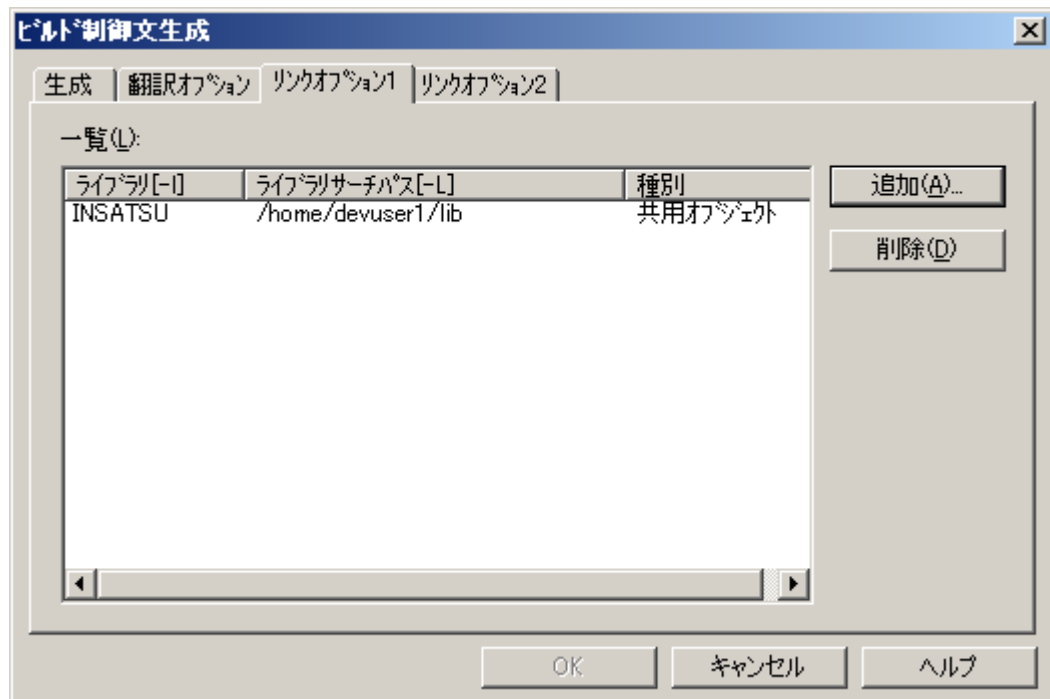 ﾋﾞﾙﾄﾞ制御文生成
生成 翻訳ｵﾌﾟｼｮﾝ ﾘﾝｸｵﾌﾟｼｮﾝ1 ﾘﾝｸｵﾌﾟｼｮﾝ2
一覧(L):
ﾗｲﾌﾞﾗﾘ[-l] ﾗｲﾌﾞﾗﾘｻｰﾁﾊﾟｽ[-L] 種別
INSATSU /home/devuser1/lib 共用ｵﾌﾞｼﾞｪｸﾄ
追加(A)...
削除(D)
OK キャンセル ヘルプ